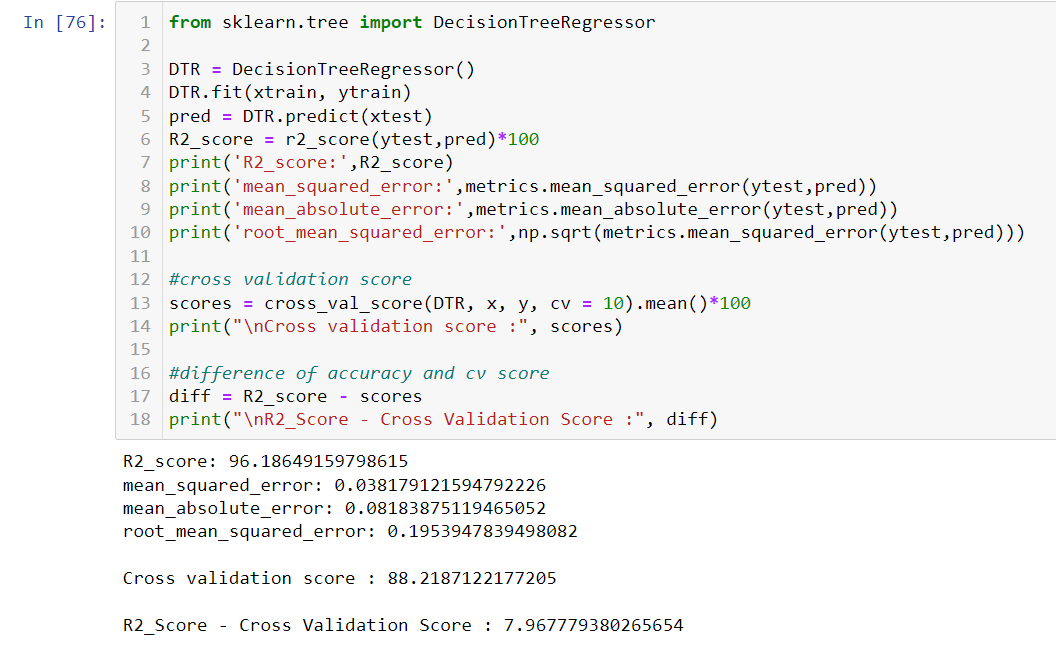 In [76]:
1 from sklearn.tree import DecisionTreeRegressor
2
3 DTR = DecisionTreeRegressor()
4 DTR.fit(xtrain, ytrain)
5 pred = DTR.predict(xtest)
6 R2_score = r2_score(ytest,pred)*100
7 print('R2_score:',R2_score)
8 print('mean_squared_error:',metrics.mean_squared_error(ytest,pred))
9 print('mean_absolute_error:',metrics.mean_absolute_error(ytest,pred))
10 print('root_mean_squared_error:',np.sqrt(metrics.mean_squared_error(ytest,pred)))
11
12 #cross validation score
13 scores = cross_val_score(DTR, x, y, cv = 10).mean()*100
14 print("\nCross validation score :", scores)
15
16 #difference of accuracy and cv score
17 diff = R2_score - scores
18 print("\nR2_Score - Cross Validation Score :", diff)
R2_score: 96.18649159798615
mean_squared_error: 0.038179121594792226
mean_absolute_error: 0.08183875119465052
root_mean_squared_error: 0.1953947839498082
Cross validation score : 88.2187122177205
R2_Score - Cross Validation Score : 7.967779380265654